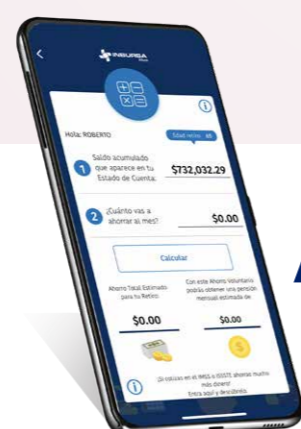 INBURSA
Hola: ROBERTO
Edad retiro: 65
1 Saldo acumulado
que aparece en tu
Estado de Cuenta:
$732,032.29
2 ¿Cuánto vas a
ahorrar al mes?
$0.00
Calcular
Ahorro Total Estimado
para tu Retiro
$0.00
Con este Ahorro Voluntario
podrás obtener una pensión
mensual estimada de
$0.00
¡Si cotizas en el IMSS o ISSSTE ahorras mucho
más dinero!
Entra aquí y descúbrelo.